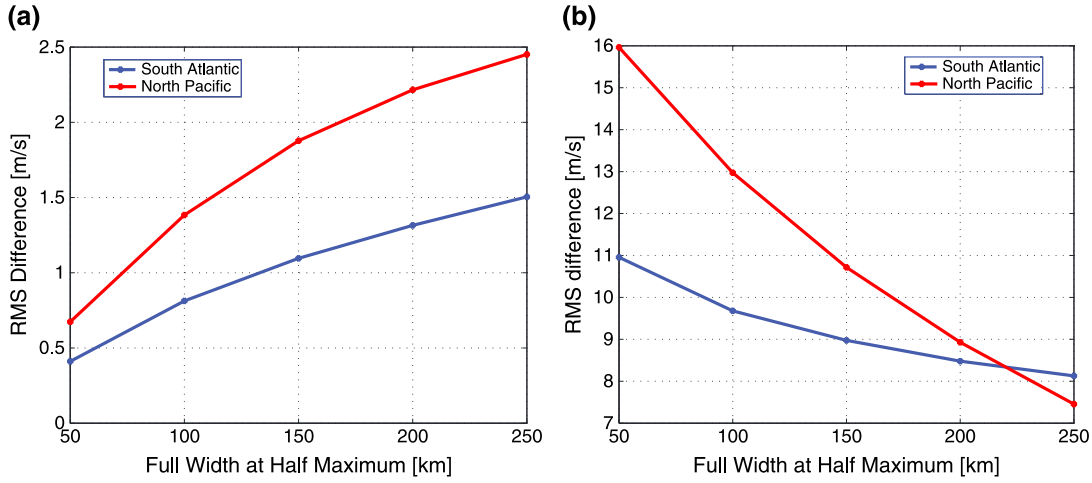 (a)
2.5
2
1.5
1
0.5
0
RMS Difference [m/s]
South Atlantic
North Pacific
50 100 150 200 250
Full Width at Half Maximum [km]
(b)
16
15
14
13
12
11
10
9
8
7
RMS difference [m/s]
South Atlantic
North Pacific
50 100 150 200 250
Full Width at Half Maximum [km]